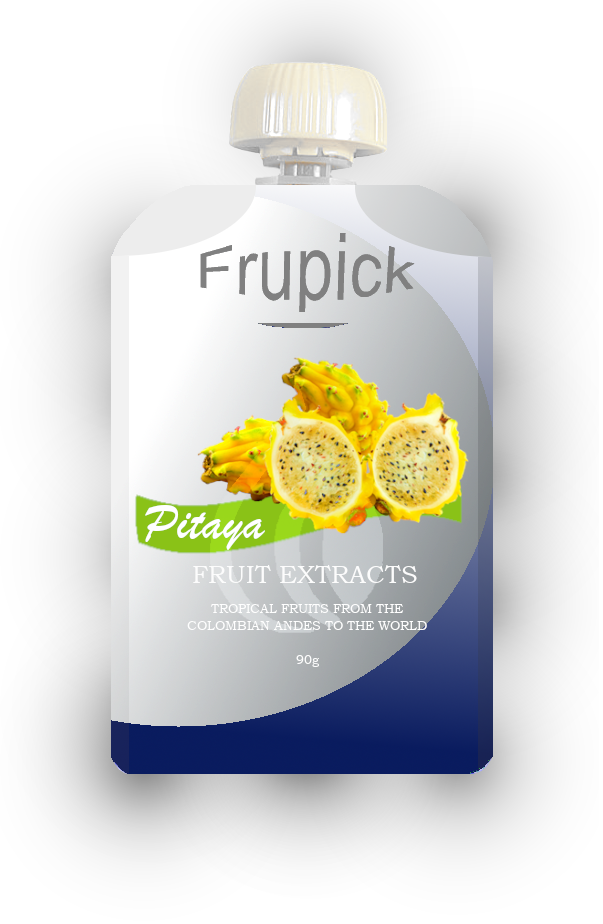 Frupick
Pitaya
FRUIT EXTRACTS
TROPICAL FRUITS FROM THE
COLOMBIAN ANDES TO THE WORLD
90g